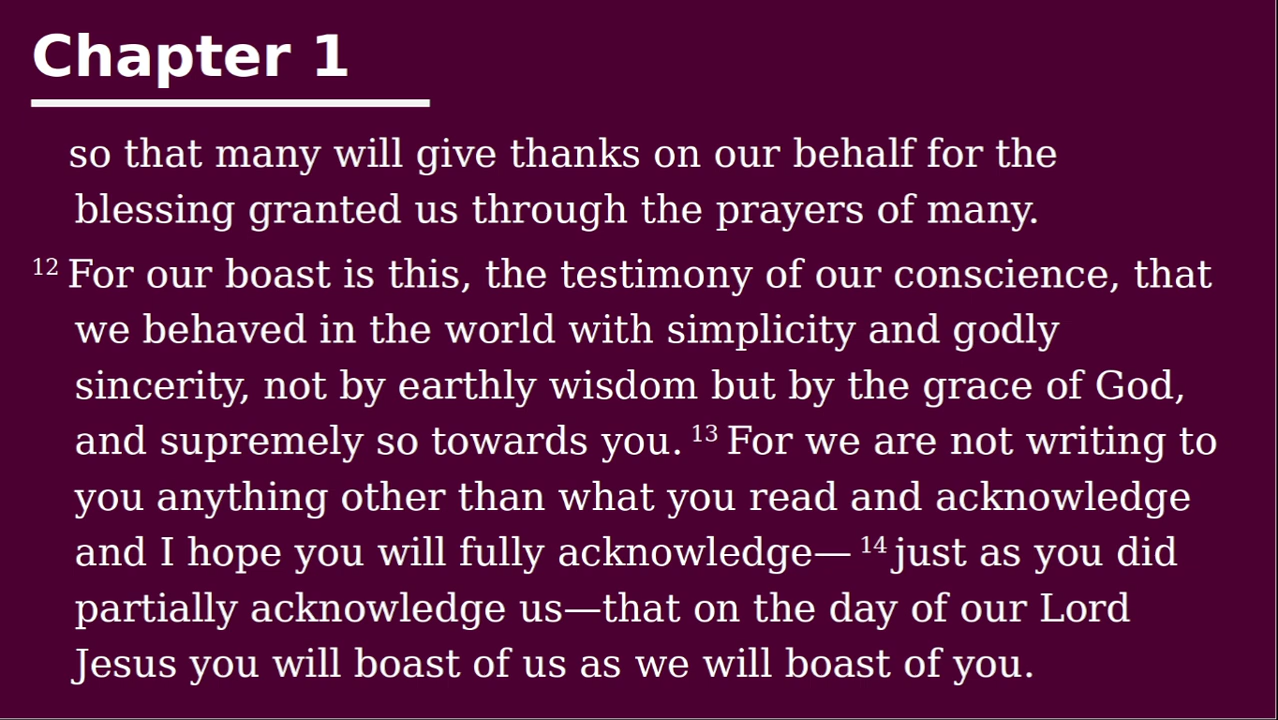 Chapter 1
so that many will give thanks on our behalf for the
blessing granted us through the prayers of many.
12 For our boast is this, the testimony of our conscience, that
we behaved in the world with simplicity and godly
sincerity, not by earthly wisdom but by the grace of God,
and supremely so towards you. 13 For we are not writing to
you anything other than what you read and acknowledge
and I hope you will fully acknowledge— 14 just as you did
partially acknowledge us—that on the day of our Lord
Jesus you will boast of us as we will boast of you.